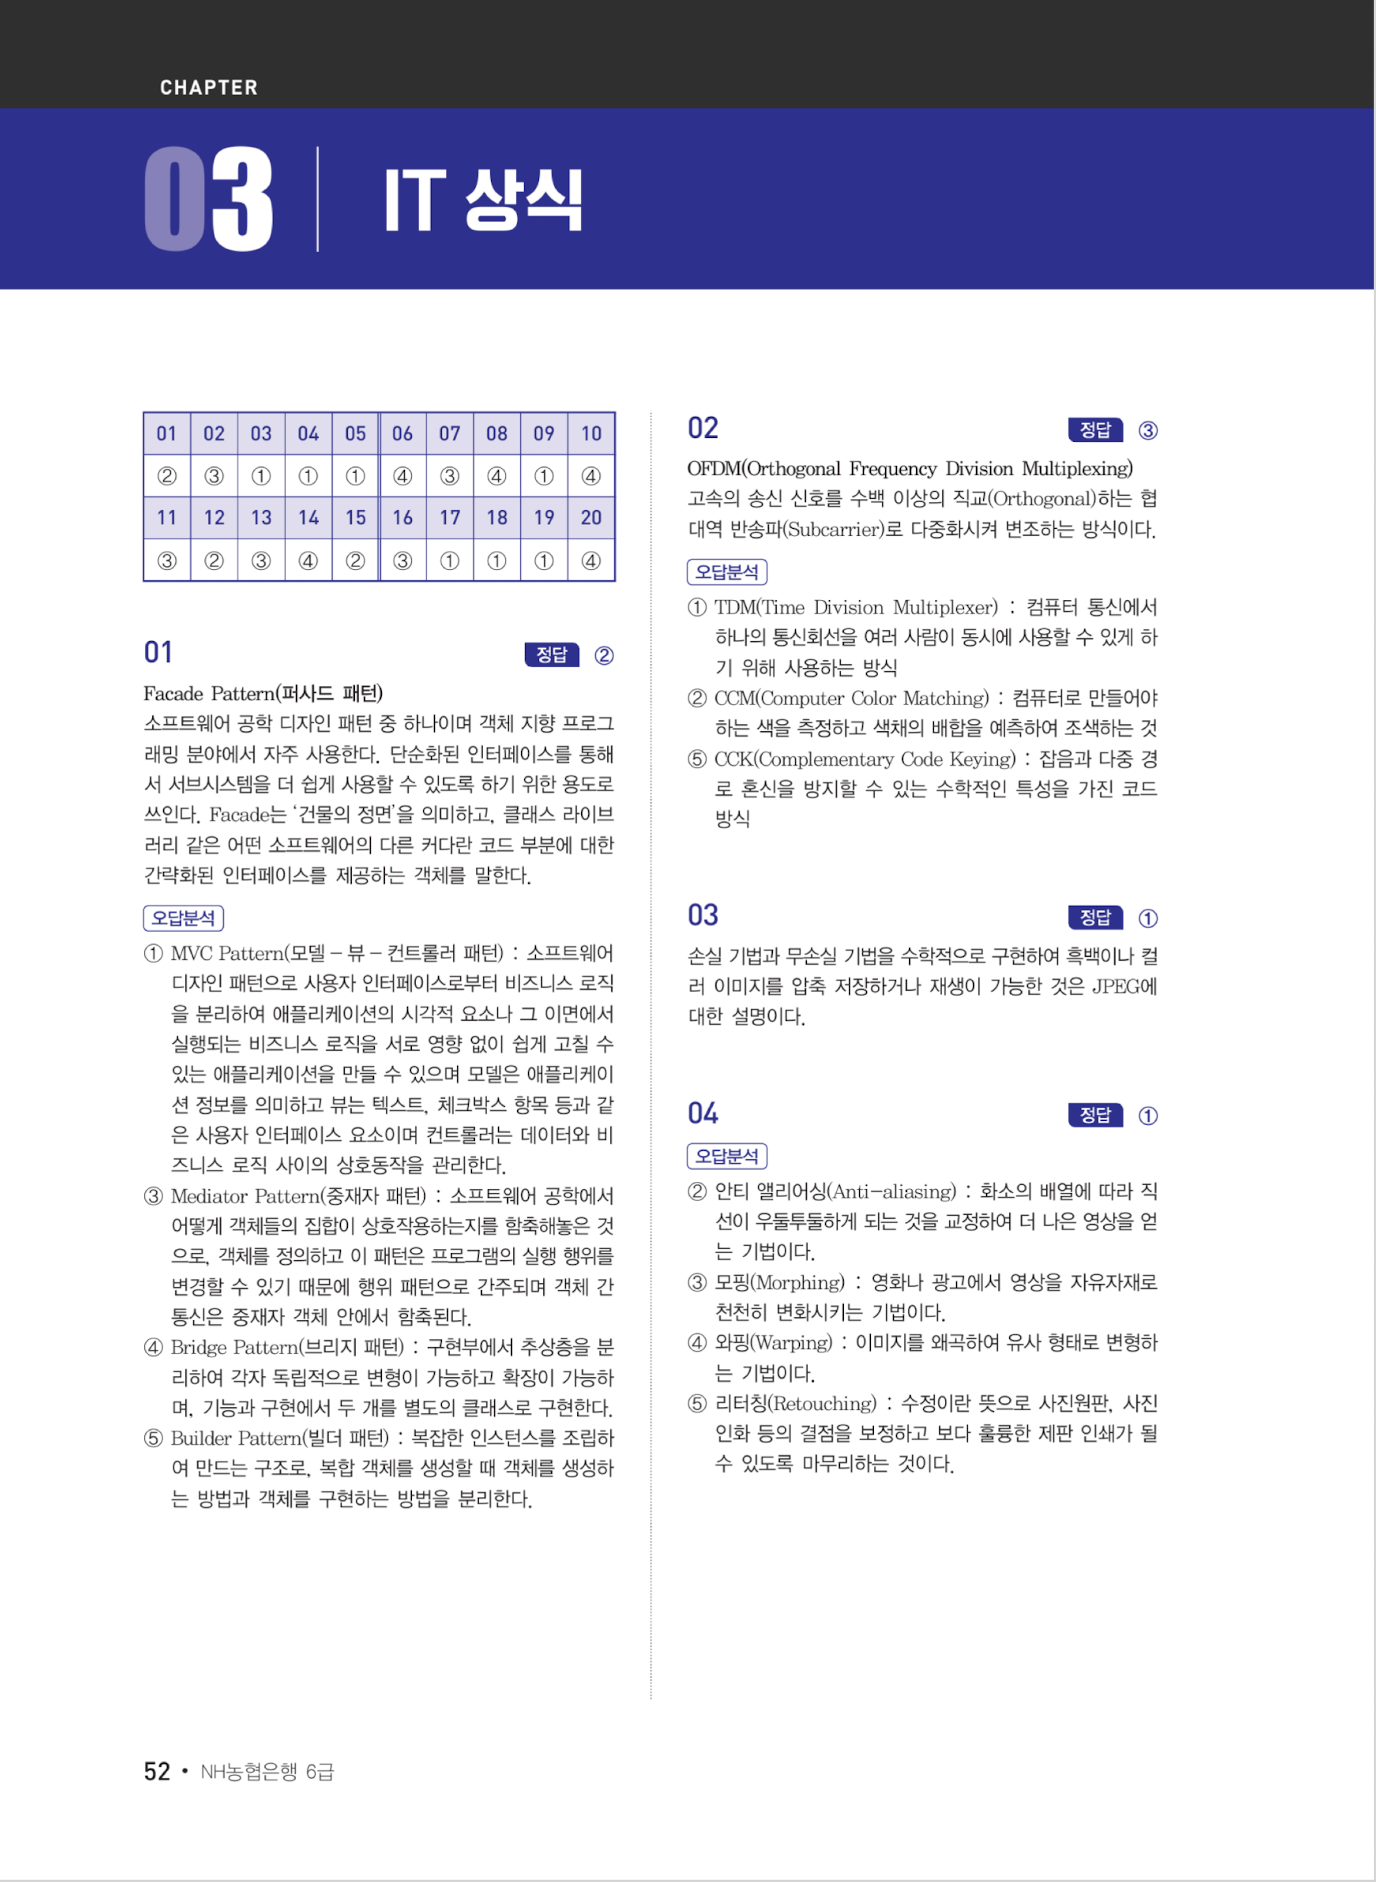 CHAPTER
03 IT 상식
01 02 03 04 05 06 07 08 09 10
② ③ ① ① ① ④ ③ ④ ① ④
11 12 13 14 15 16 17 18 19 20
③ ② ③ ④ ② ③ ① ① ① ④
01 정답 ②
Facade Pattern(퍼사드 패턴)
소프트웨어 공학 디자인 패턴 중 하나이며 객체 지향 프로그
래밍 분야에서 자주 사용한다. 단순화된 인터페이스를 통해
서 서브시스템을 더 쉽게 사용할 수 있도록 하기 위한 용도로
쓰인다. Facade는 ‘건물의 정면’을 의미하고, 클래스 라이브
러리 같은 어떤 소프트웨어의 다른 커다란 코드 부분에 대한
간략화된 인터페이스를 제공하는 객체를 말한다.
오답분석
① MVC Pattern(모델 – 뷰 – 컨트롤러 패턴) : 소프트웨어
디자인 패턴으로 사용자 인터페이스로부터 비즈니스 로직
을 분리하여 애플리케이션의 시각적 요소나 그 이면에서
실행되는 비즈니스 로직을 서로 영향 없이 쉽게 고칠 수
있는 애플리케이션을 만들 수 있으며 모델은 애플리케이
션 정보를 의미하고 뷰는 텍스트, 체크박스 항목 등과 같
은 사용자 인터페이스 요소이며 컨트롤러는 데이터와 비
즈니스 로직 사이의 상호동작을 관리한다.
③ Mediator Pattern(중재자 패턴) : 소프트웨어 공학에서
어떻게 객체들의 집합이 상호작용하는지를 함축해놓은 것
으로, 객체를 정의하고 이 패턴은 프로그램의 실행 행위를
변경할 수 있기 때문에 행위 패턴으로 간주되며 객체 간
통신은 중재자 객체 안에서 함축된다.
④ Bridge Pattern(브리지 패턴) : 구현부에서 추상층을 분
리하여 각자 독립적으로 변형이 가능하고 확장이 가능하
며, 기능과 구현에서 두 개를 별도의 클래스로 구현한다.
⑤ Builder Pattern(빌더 패턴) : 복잡한 인스턴스를 조립하
여 만드는 구조로, 복합 객체를 생성할 때 객체를 생성하
는 방법과 객체를 구현하는 방법을 분리한다.
02 정답 ③
OFDM(Orthogonal Frequency Division Multiplexing)
고속의 송신 신호를 수백 이상의 직교(Orthogonal)하는 협
대역 반송파(Subcarrier)로 다중화시켜 변조하는 방식이다.
오답분석
① TDM(Time Division Multiplexer) : 컴퓨터 통신에서
하나의 통신회선을 여러 사람이 동시에 사용할 수 있게 하
기 위해 사용하는 방식
② CCM(Computer Color Matching) : 컴퓨터로 만들어야
하는 색을 측정하고 색채의 배합을 예측하여 조색하는 것
⑤ CCK(Complementary Code Keying) : 잡음과 다중 경
로 혼신을 방지할 수 있는 수학적인 특성을 가진 코드
방식
03 정답 ①
손실 기법과 무손실 기법을 수학적으로 구현하여 흑백이나 컬
러 이미지를 압축 저장하거나 재생이 가능한 것은 JPEG에
대한 설명이다.
04 정답 ①
오답분석
② 안티 앨리어싱(Anti-aliasing) : 화소의 배열에 따라 직
선이 우둘투둘하게 되는 것을 교정하여 더 나은 영상을 얻
는 기법이다.
③ 모핑(Morphing) : 영화나 광고에서 영상을 자유자재로
천천히 변화시키는 기법이다.
④ 와핑(Warping) : 이미지를 왜곡하여 유사 형태로 변형하
는 기법이다.
⑤ 리터칭(Retouching) : 수정이란 뜻으로 사진원판, 사진
인화 등의 결점을 보정하고 보다 훌륭한 제판 인쇄가 될
수 있도록 마무리하는 것이다.
52 • NH농협은행 6급